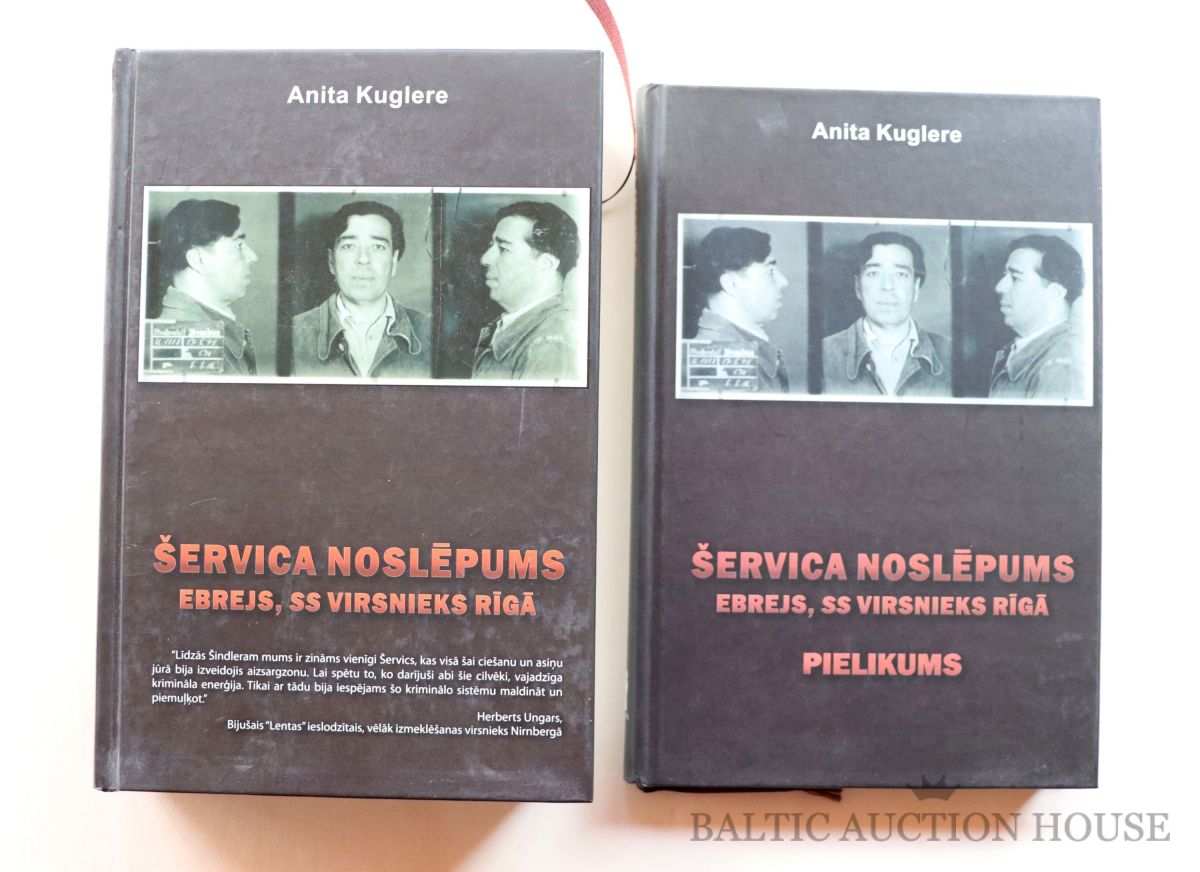 Anita Kuglere
ŠERVICA NOSLĒPUMS
EBREJS, SS VIRSNIEKS RĪGĀ
"Līdzās Šindleram mums ir zināms vienīgi Šervics, kas visā šai ciešanu un asiņu
jūrā bija izveidojis aizsargzonu. Lai spētu to, ko darījuši abi šie cilvēki, vajadzīga
krimināla enerģija. Tikai ar tādu bija iespējams šo kriminālo sistēmu maldināt un
piemuļķot."
Herberts Ungars,
Bijušais "Lentas" ieslodzītais, vēlāk izmeklēšanas virsnieks Nirnbergā
Anita Kuglere
ŠERVICA NOSLĒPUMS
EBREJS, SS VIRSNIEKS RĪGĀ
PIELIKUMS
BALTIC AUCTION HOUSE